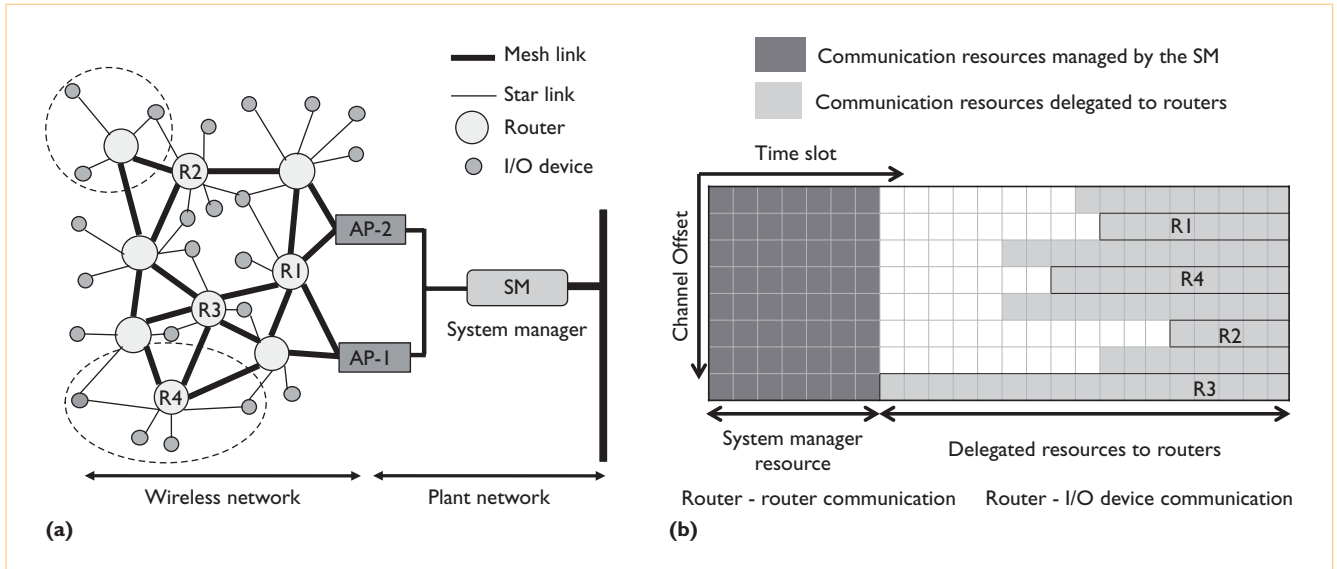 Mesh link
Star link
Router
I/O device
R2
AP-2
R1
SM
System manager
R3
AP-1
R4
Wireless network
Plant network
(a)
Communication resources managed by the SM
Communication resources delegated to routers
Time slot
Channel Offset
R1
R4
R2
R3
System manager
resource
Delegated resources to routers
Router - router communication
Router - I/O device communication
(b)